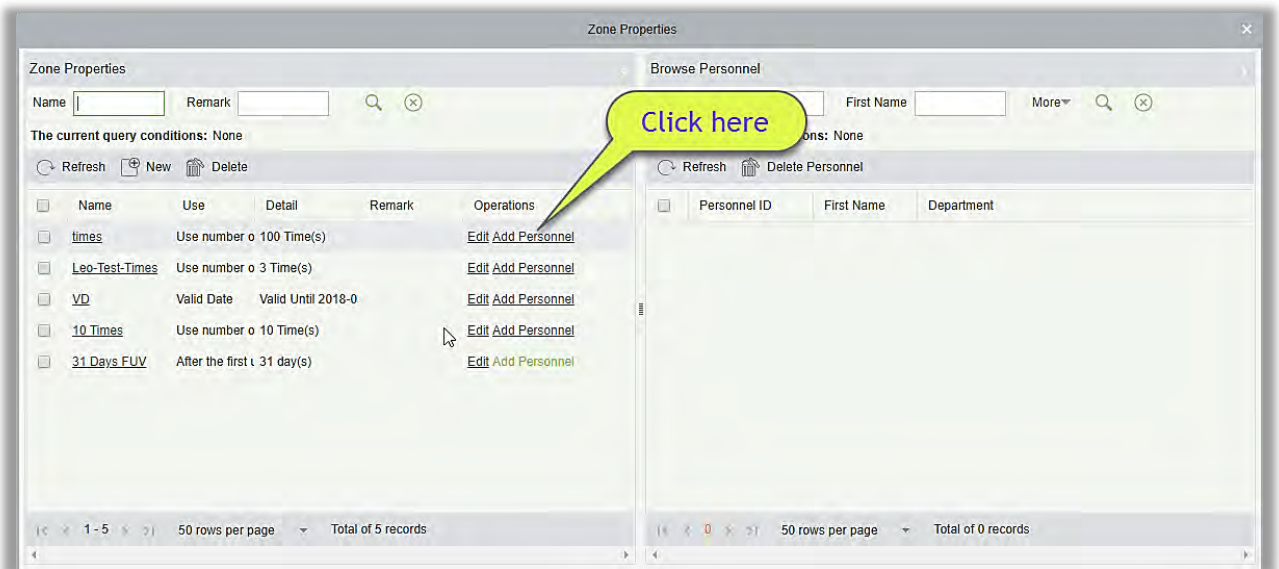 Zone Properties
Zone Properties
Name Remark
The current query conditions: None
Refresh New Delete
Name Use Detail Remark Operations
times Use number o 100 Time(s) Edit Add Personnel
Leo-Test-Times Use number o 3 Time(s) Edit Add Personnel
VD Valid Date Valid Until 2018-0 Edit Add Personnel
10 Times Use number o 10 Time(s) Edit Add Personnel
31 Days FUV After the first 31 day(s) Edit Add Personnel
1 - 5 50 rows per page Total of 5 records
Click here
Browse Personnel
First Name More
None
Refresh Delete Personnel
Personnel ID First Name Department
0 50 rows per page Total of 0 records